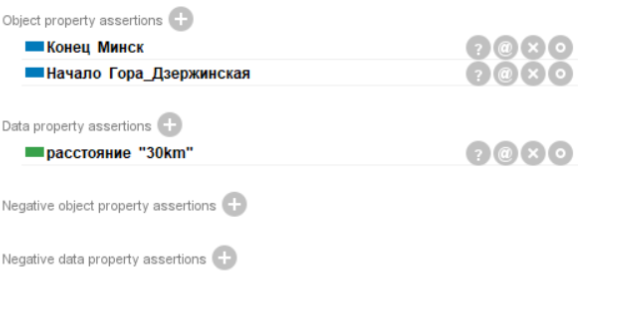 Object property assertions
Конец Минск
Начало Гора_Дзержинская
Data property assertions
расстояние "30km"
Negative object property assertions
Negative data property assertions